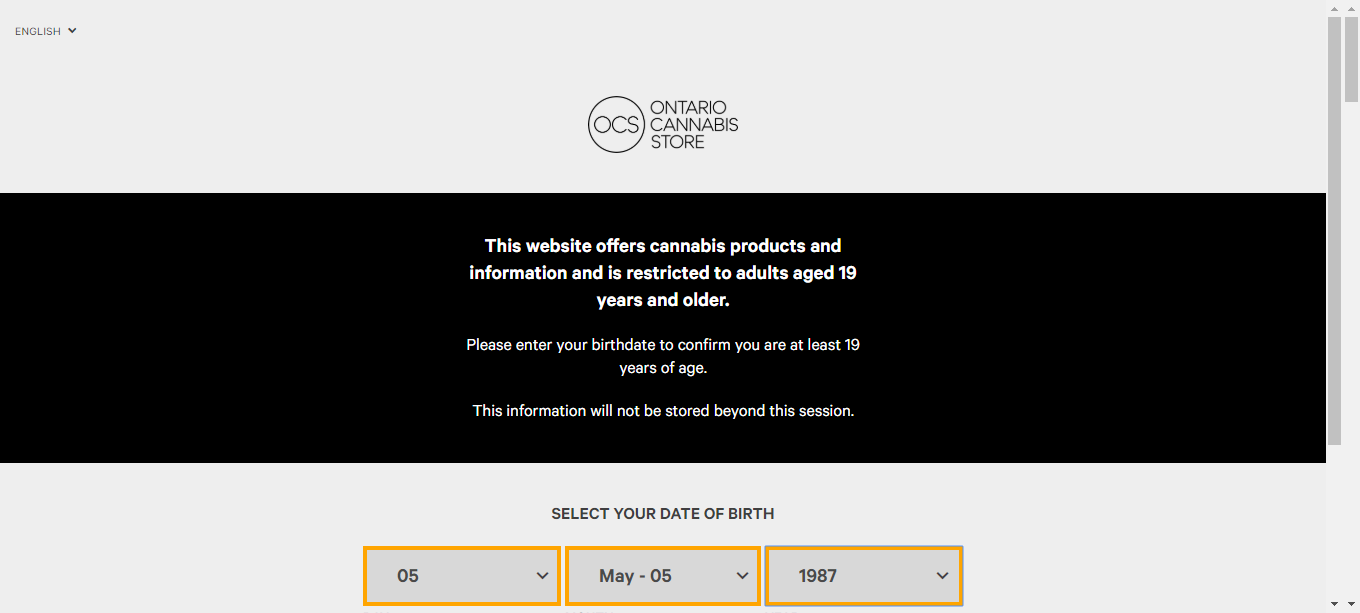 ENGLISH
OCS
ONTARIO
CANNABIS
STORE
This website offers cannabis products and
information and is restricted to adults aged 19
years and older.
Please enter your birthdate to confirm you are at least 19
years of age.
This information will not be stored beyond this session.
SELECT YOUR DATE OF BIRTH
05 May - 05 1987